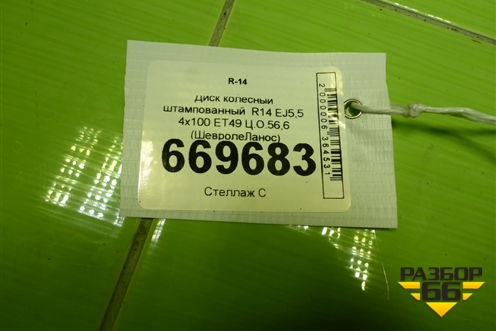 R-14
Диск колесный
штампованный R14 EJ5,5
4x100 ET49 Ц.О.56,6
(ШевролеЛанос)
669683
Стеллаж С
2000006364531
РАЗБОР
66